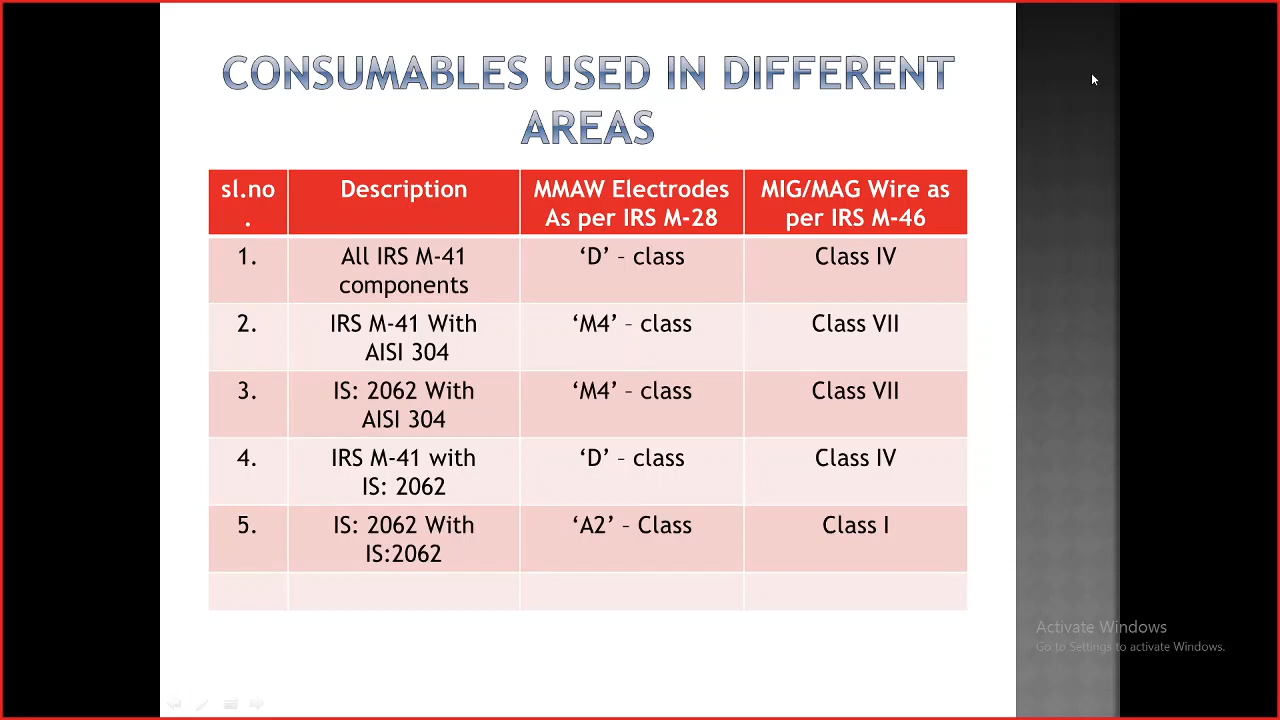 CONSUMABLES USED IN DIFFERENT
AREAS
sl.no
.
Description
MMAW Electrodes
As per IRS M-28
MIG/MAG Wire as
per IRS M-46
1.
All IRS M-41
components
‘D’ – class
Class IV
2.
IRS M-41 With
AISI 304
‘M4’ – class
Class VII
3.
IS: 2062 With
AISI 304
‘M4’ – class
Class VII
4.
IRS M-41 with
IS: 2062
‘D’ – class
Class IV
5.
IS: 2062 With
IS:2062
‘A2’ – Class
Class I
Activate Windows
Go to Settings to activate Windows.